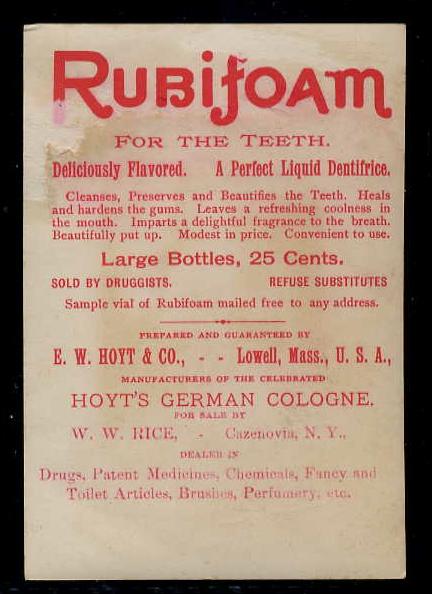 RUBIFOAM
FOR THE TEETH.
Deliciously Flavored. A Perfect Liquid Dentifrice.
Cleanses, Preserves and Beautifies the Teeth. Heals
and hardens the gums. Leaves a refreshing coolness in
the mouth. Imparts a delightful fragrance to the breath.
Beautifully put up. Modest in price. Convenient to use.
Large Bottles, 25 Cents.
SOLD BY DRUGGISTS. REFUSE SUBSTITUTES
Sample vial of Rubifoam mailed free to any address.
PREPARED AND GUARANTEED BY
E. W. HOYT & CO., - - Lowell, Mass., U. S. A.,
MANUFACTURERS OF THE CELEBRATED
HOYT'S GERMAN COLOGNE.
FOR SALE BY
W. W. RICE, - Cazenovia, N. Y.,
DEALER IN
Drugs, Patent Medicines, Chemicals, Fancy and
Toilet Articles, Brushes, Perfumery, etc.